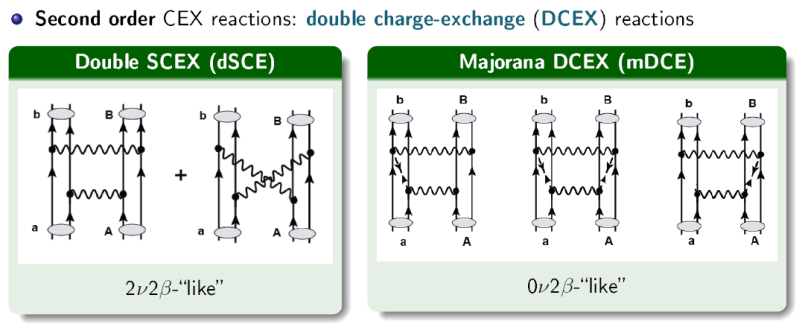 Second order CEX reactions: double charge-exchange (DCEX) reactions
Double SCEX (dSCE)
b B
b B
+
a A
a A
2ν2β-“like”
Majorana DCEX (mDCE)
b B
b B
b B
a A
a A
a A
0ν2β-“like”